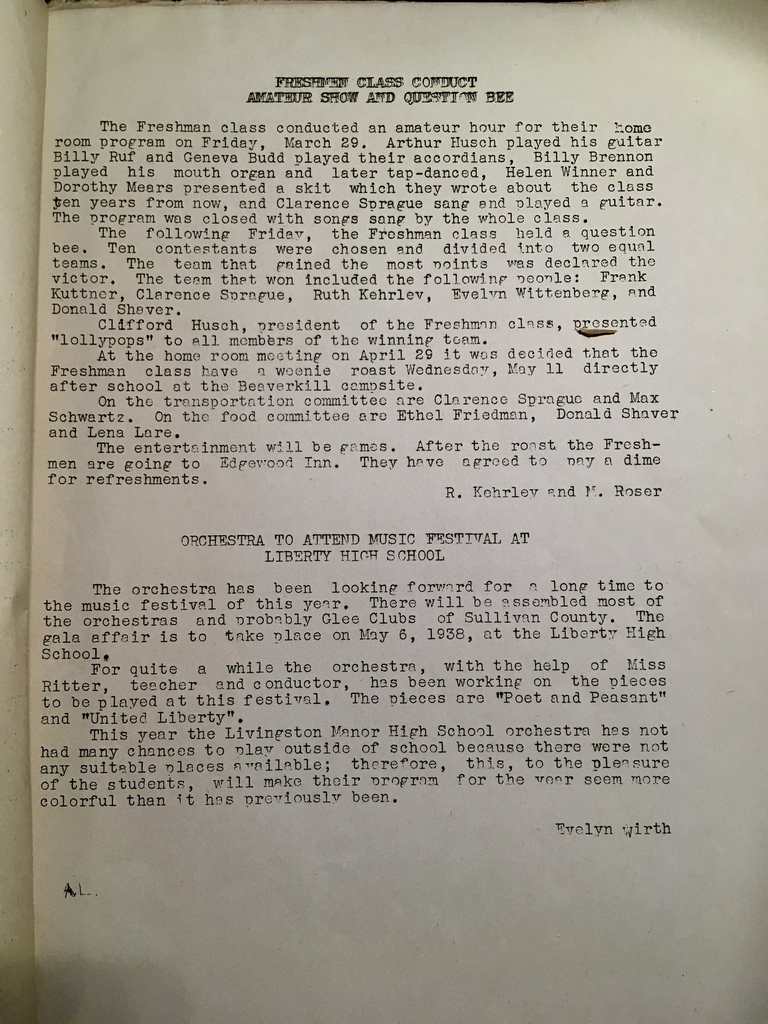 FRESHMEN CLASS CONDUCT
AMATEUR SHOW AND QUESTION BEE
The Freshman class conducted an amateur hour for their home
room program on Friday, March 29. Arthur Husch played his guitar
Billy Ruf and Geneva Budd played their accordians, Billy Brennon
played his mouth organ and later tap-danced, Helen Winner and
Dorothy Mears presented a skit which they wrote about the class
ten years from now, and Clarence Sprague sang and played a guitar.
The program was closed with songs sang by the whole class.
The following Friday, the Freshman class held a question
bee. Ten contestants were chosen and divided into two equal
teams. The team that gained the most points was declared the
victor. The team that won included the following people: Frank
Kuttner, Clarence Sprague, Ruth Kehrley, Evelyn Wittenberg, and
Donald Shaver.
Clifford Husch, president of the Freshman class, presented
"lollypops" to all members of the winning team.
At the home room meeting on April 29 it was decided that the
Freshman class have a weenie roast Wednesday, May 11 directly
after school at the Beaverkill campsite.
On the transportation committee are Clarence Sprague and Max
Schwartz. On the food committee are Ethel Friedman, Donald Shaver
and Lena Lare.
The entertainment will be games. After the roast the Fresh-
men are going to Edgewood Inn. They have agreed to pay a dime
for refreshments.
R. Kehrley and M. Roser
ORCHESTRA TO ATTEND MUSIC FESTIVAL AT
LIBERTY HIGH SCHOOL
The orchestra has been looking forward for a long time to
the music festival of this year. There will be assembled most of
the orchestras and probably Glee Clubs of Sullivan County. The
gala affair is to take place on May 6, 1938, at the Liberty High
School.
For quite a while the orchestra, with the help of Miss
Ritter, teacher and conductor, has been working on the pieces
to be played at this festival. The pieces are "Poet and Peasant"
and "United Liberty".
This year the Livingston Manor High School orchestra has not
had many chances to play outside of school because there were not
any suitable places available; therefore, this, to the pleasure
of the students, will make their program for the year seem more
colorful than it has previously been.
Evelyn Wirth
AL.